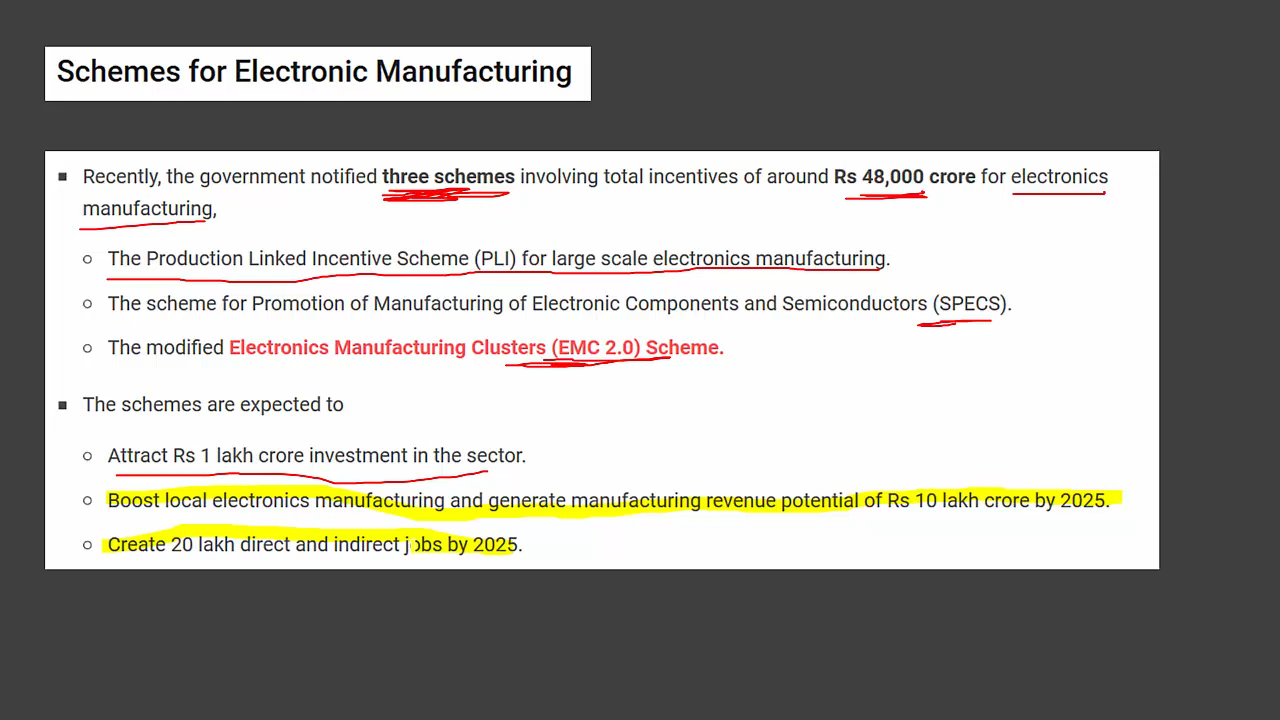 Schemes for Electronic Manufacturing
Recently, the government notified three schemes involving total incentives of around Rs 48,000 crore for electronics
manufacturing,
The Production Linked Incentive Scheme (PLI) for large scale electronics manufacturing.
The scheme for Promotion of Manufacturing of Electronic Components and Semiconductors (SPECS).
The modified Electronics Manufacturing Clusters (EMC 2.0) Scheme.
The schemes are expected to
Attract Rs 1 lakh crore investment in the sector.
Boost local electronics manufacturing and generate manufacturing revenue potential of Rs 10 lakh crore by 2025.
Create 20 lakh direct and indirect jobs by 2025.